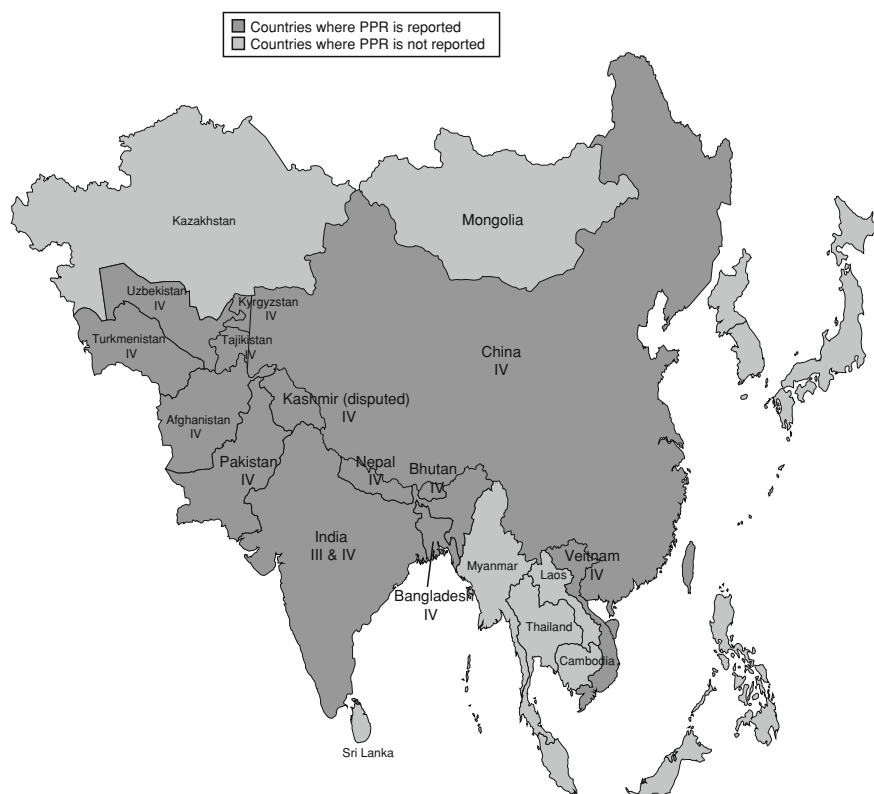 Countries where PPR is reported
Countries where PPR is not reported
Kazakhstan
Mongolia
Uzbekistan
IV
Kyrgyzstan
IV
Turkmenistan
IV
Tajikistan
IV
China
IV
Kashmir (disputed)
IV
Afghanistan
IV
Pakistan
IV
Nepal
IV
Bhutan
IV
India
III & IV
Bangladesh
IV
Myanmar
Laos
Veitnam
IV
Thailand
Cambodia
Sri Lanka